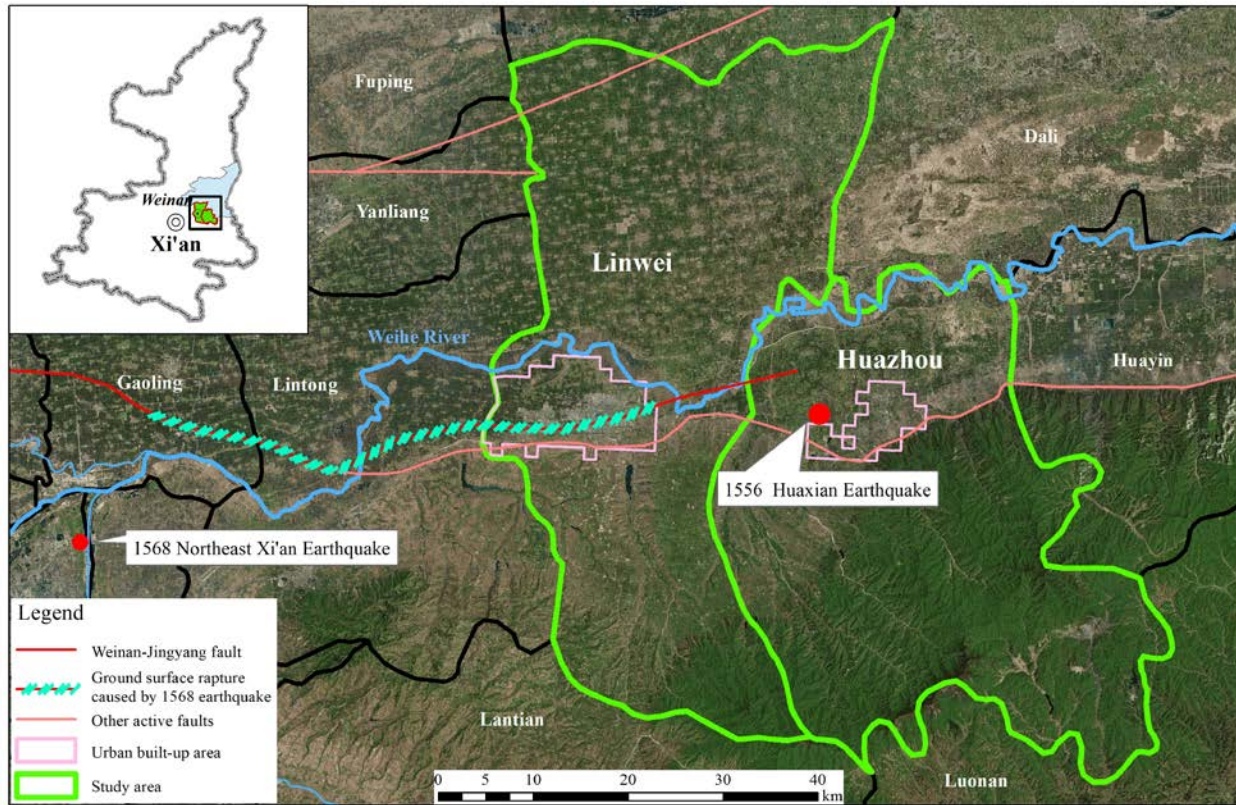 Fuping
Dali
Weinan
Yanliang
Xi'an
Linwei
Weihe River
Huazhou
Huayin
Gaoling
Lintong
1556 Huaxian Earthquake
1568 Northeast Xi'an Earthquake
Legend
Weinan-Jingyang fault
Ground surface rapture
caused by 1568 earthquake
Other active faults
Urban built-up area
Study area
Lantian
Luonan
0 5 10 20 30 40
km